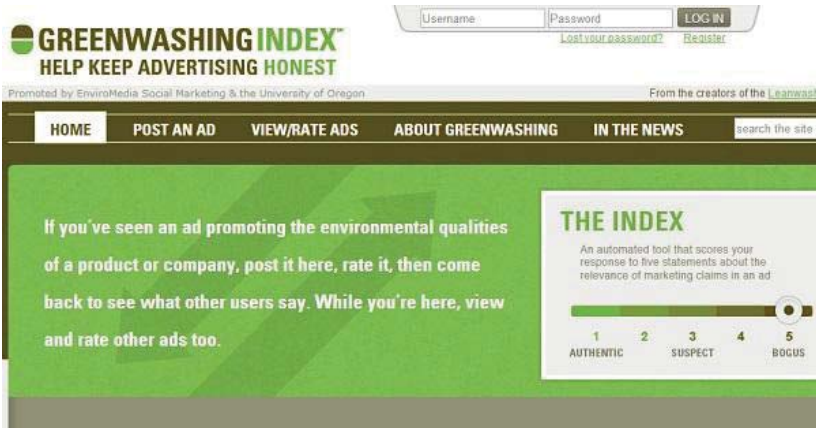 Username Password LOG IN
Lost your password? Register
GREENWASHING INDEX™
HELP KEEP ADVERTISING HONEST
Promoted by EnviroMedia Social Marketing & the University of Oregon
From the creators of the Leanwash
HOME POST AN AD VIEW/RATE ADS ABOUT GREENWASHING IN THE NEWS search the site
If you've seen an ad promoting the environmental qualities
of a product or company, post it here, rate it, then come
back to see what other users say. While you're here, view
and rate other ads too.
THE INDEX
An automated tool that scores your
response to five statements about the
relevance of marketing claims in an ad
1 2 3 4 5
AUTHENTIC SUSPECT BOGUS